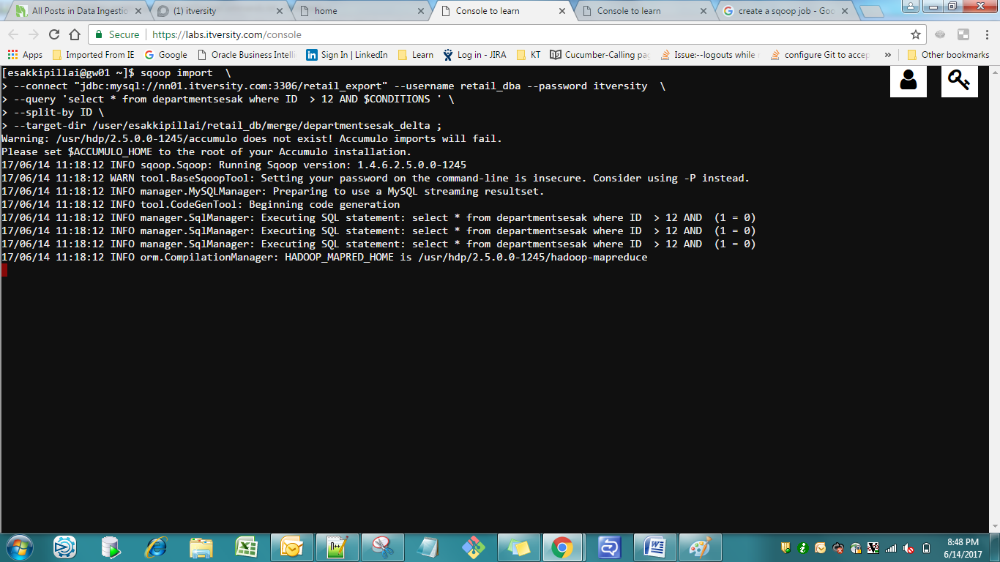 All Posts in Data Ingestio
(1) itversity
home
Console to learn
Console to learn
create a sqoop job - Goo
Secure
https://labs.itversity.com/console
Apps
Imported From IE
Google
Oracle Business Intelli
Sign In | LinkedIn
Learn
Log in - JIRA
KT
Cucumber-Calling pag
Issue:--logouts while
configure Git to accep
»
Other bookmarks
[esakkipillai@gw01 ~]$ sqoop import  \
> --connect "jdbc:mysql://nn01.itversity.com:3306/retail_export" --username retail_dba --password itversity  \
> --query 'select * from departmentsesak where ID  > 12 AND $CONDITIONS ' \
> --split-by ID \
> --target-dir /user/esakkipillai/retail_db/merge/departmentsesak_delta ;
Warning: /usr/hdp/2.5.0.0-1245/accumulo does not exist! Accumulo imports will fail.
Please set $ACCUMULO_HOME to the root of your Accumulo installation.
17/06/14 11:18:12 INFO sqoop.Sqoop: Running Sqoop version: 1.4.6.2.5.0.0-1245
17/06/14 11:18:12 WARN tool.BaseSqoopTool: Setting your password on the command-line is insecure. Consider using -P instead.
17/06/14 11:18:12 INFO manager.MySQLManager: Preparing to use a MySQL streaming resultset.
17/06/14 11:18:12 INFO tool.CodeGenTool: Beginning code generation
17/06/14 11:18:12 INFO manager.SqlManager: Executing SQL statement: select * from departmentsesak where ID  > 12 AND  (1 = 0)
17/06/14 11:18:12 INFO manager.SqlManager: Executing SQL statement: select * from departmentsesak where ID  > 12 AND  (1 = 0)
17/06/14 11:18:12 INFO manager.SqlManager: Executing SQL statement: select * from departmentsesak where ID  > 12 AND  (1 = 0)
17/06/14 11:18:12 INFO orm.CompilationManager: HADOOP_MAPRED_HOME is /usr/hdp/2.5.0.0-1245/hadoop-mapreduce
8:48 PM
6/14/2017